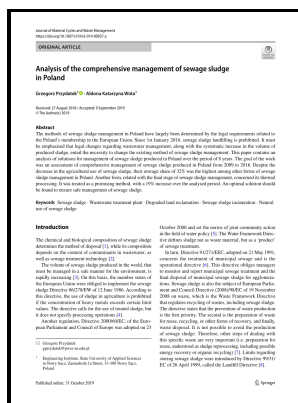 Journal of Material Cycles and Waste Management
ORIGINAL ARTICLE
Analysis of the comprehensive management of sewage sludge
in Poland
Grzegorz Przydatek · Aldona Katarzyna Wota
Received: 27 August 2018 / Accepted: 9 September 2019
© The Author(s) 2019
Abstract
The methods of sewage sludge management in Poland have largely been determined by the legal requirements related to
the Poland's membership to the European Union. Since 1st January 2016, sewage sludge landfilling is prohibited. It must
be emphasised that legal changes regarding wastewater management, along with the systematic increase in the volume of
produced sludge, entail the necessity to change the existing method of sewage sludge management. This paper contains an
analysis of solutions for management of sewage sludge produced in Poland over the period of 8 years. The goal of the work
was an assessment of comprehensive management of sewage sludge produced in Poland from 2009 to 2016. Despite the
decrease in the agricultural use of sewage sludge, their average share of 32% was the highest among other forms of sewage
sludge management in Poland. Another form, related with the final stage of sewage sludge management, concerned its thermal
processing. It was treated as a promising method, with a 19% increase over the analysed period. An optimal solution should
be found to ensure safe management of sewage sludge.
Keywords Sewage sludge · Wastewater treatment plant · Degraded land reclamation · Sewage sludge incineration · Natural
use of sewage sludge
Introduction
The chemical and biological composition of sewage sludge
determines the method of disposal [1], while its composition
depends on the content of contaminants in wastewater, as
well as sewage treatment technology [2].
The volume of sewage sludge produced in the world, that
must be managed in a safe manner for the environment, is
rapidly increasing [3]. On this basis, the member states of
the European Union were obliged to implement the sewage
sludge Directive 86/278/EEW of 12 June 1986. According to
this directive, the use of sludge in agriculture is prohibited
if the concentration of heavy metals exceeds certain limit
values. The directive calls for the use of treated sludge, but
it does not specify processing operations [4].
Another regulation, Directive 2000/60/EC, of the Euro-
pean Parliament and Council of Europe was adopted on 23
October 2000 and set the norms of joint community action
in the field of water policy [5]. The Water Framework Direc-
tive defines sludge not as waste material, but as a 'product'
of sewage treatment.
In turn, Directive 91/271/EEC, adopted on 21 May 1991,
concerns the treatment of municipal sewage and is the
operational directive [6]. This directive obliges managers
to monitor and report municipal sewage treatment and the
final disposal of municipal sewage sludge for agglomera-
tions. Sewage sludge is also the subject of European Parlia-
ment and Council Directive (2008)/98/EC of 19 November
2008 on waste, which is the Waste Framework Directive
that regulates recycling of waste, including sewage sludge.
The directive states that the prevention of waste production
is the first priority. The second is the preparation of waste
for reuse, recycling, or other forms of recovery, and finally,
waste disposal. It is not possible to avoid the production
of sewage sludge. Therefore, other steps of dealing with
this specific waste are very important (i.e. preparation for
reuse, understood as sludge reprocessing, including possible
energy recovery or organic recycling) [7]. Limits regarding
storing sewage sludge were introduced by Directive 99/31/
EC of 26 April 1999, called the Landfill Directive [8].
Grzegorz Przydatek
Engineering Institute, State University of Applied Sciences
in Nowy Sacz, Zamenhofa 1a, 33-300 Nowy Sacz,
Poland
Published online: 31 October 2019
Springer